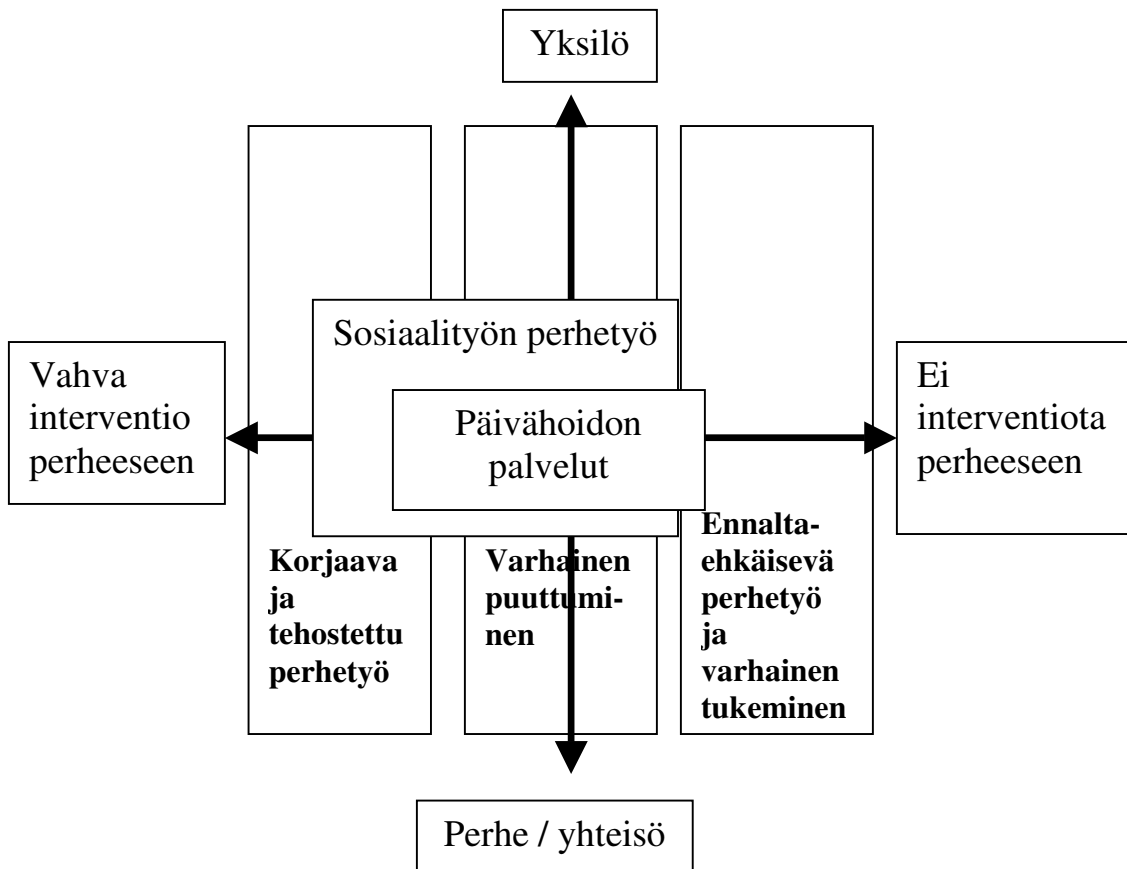 Yksilö
Sosiaalityön perhetyö
Vahva
interventio
perheeseen
Päivähoidon
palvelut
Ei
interventiota
perheeseen
Korjaava
ja
tehostettu
perhetyö
Varhainen
puuttumi-
nen
Ennalta-
ehkäisevä
perhetyö
ja
varhainen
tukeminen
Perhe / yhteisö